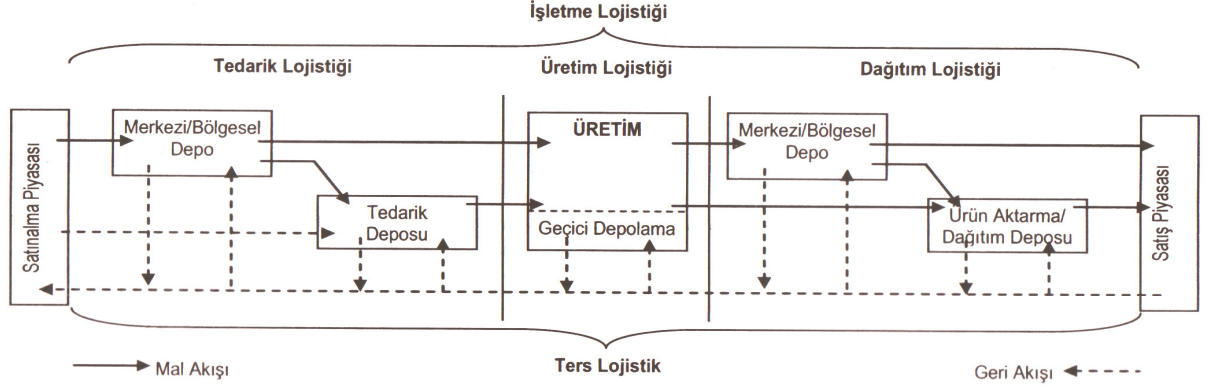 İşletme Lojistiği
Tedarik Lojistiği
Üretim Lojistiği
Dağıtım Lojistiği
Satınalma Piyasası
Merkezi/Bölgesel
Depo
Tedarik
Deposu
ÜRETİM
Geçici Depolama
Merkezi/Bölgesel
Depo
Ürün Aktarma/
Dağıtım Deposu
Satış Piyasası
Ters Lojistik
Mal Akışı
Geri Akışı